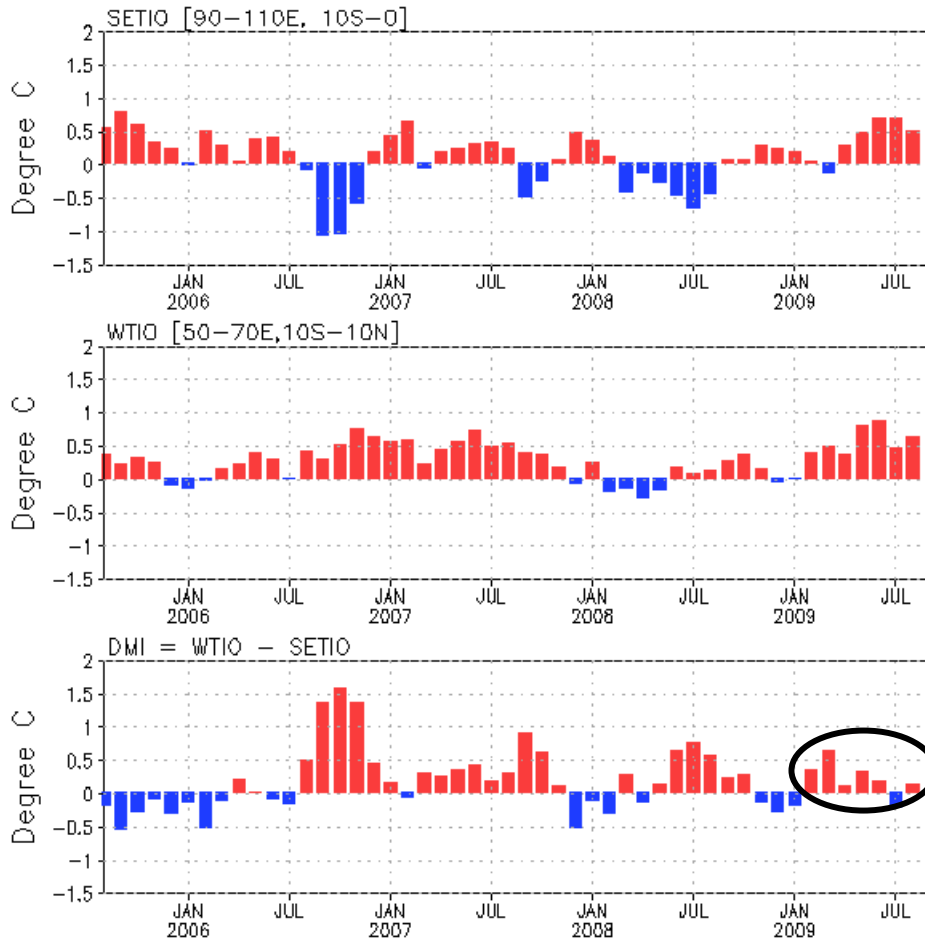 SETIO [90-110E, 10S-0]
2
1.5
1
0.5
0
-0.5
-1
-1.5
Degree C
JAN JUL JAN JUL JAN JUL JAN JUL
2006 2007 2008 2009
WTIO [50-70E,10S-10N]
2
1.5
1
0.5
0
-0.5
-1
-1.5
Degree C
JAN JUL JAN JUL JAN JUL JAN JUL
2006 2007 2008 2009
DMI = WTIO - SETIO
2
1.5
1
0.5
0
-0.5
-1
-1.5
Degree C
JAN JUL JAN JUL JAN JUL JAN JUL
2006 2007 2008 2009